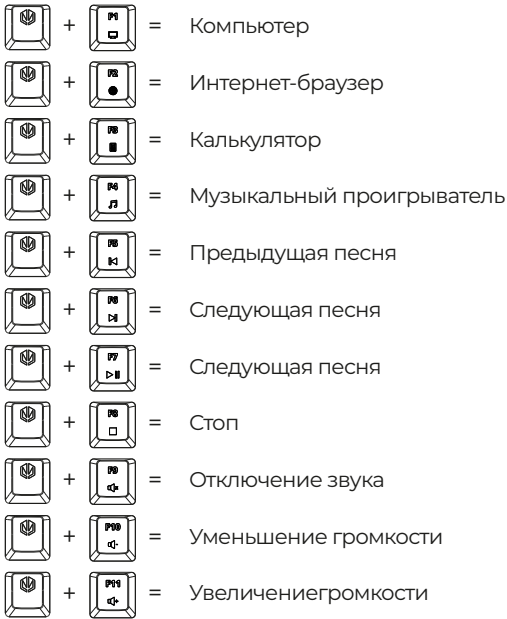 F1 + = Компьютер
F2 + = Интернет-браузер
F3 + = Калькулятор
F4 + = Музыкальный проигрыватель
F5 + = Предыдущая песня
F6 + = Следующая песня
F7 + = Следующая песня
F8 + = Стоп
F9 + = Отключение звука
F10 + = Уменьшение громкости
F11 + = Увеличениегромкости